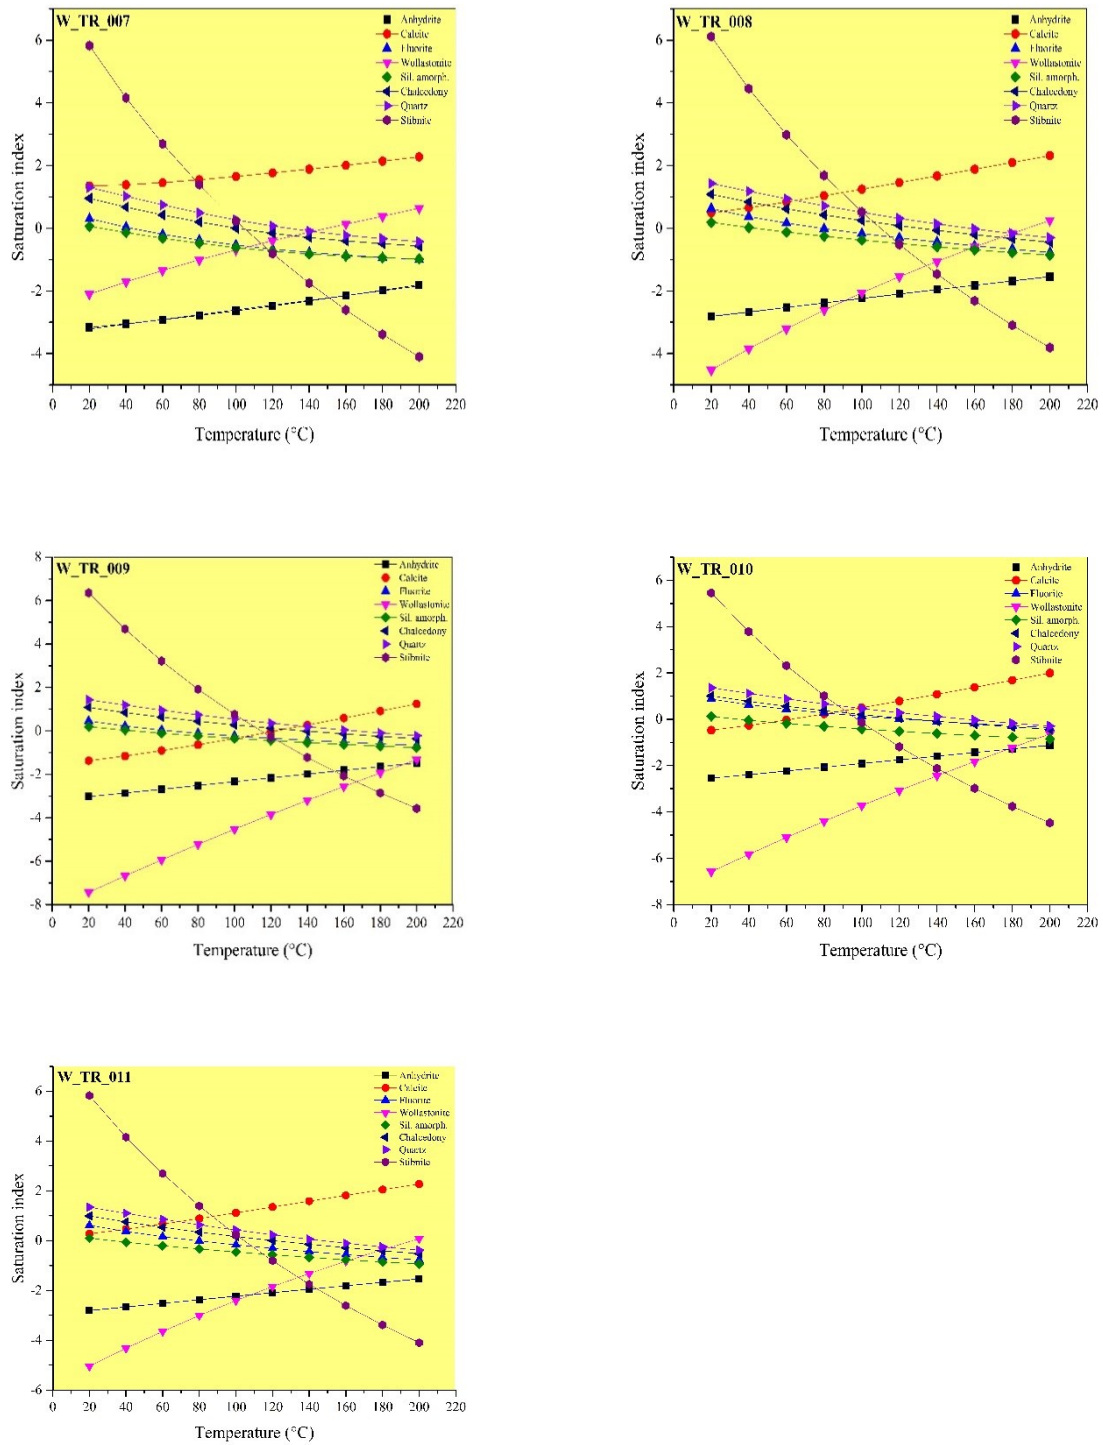 W_TR_007
Anhydrite
Calcite
Fluorite
Wollastonite
Sil. amorph.
Chalcedony
Quartz
Stibnite
6
4
2
0
-2
-4
Saturation index
0 20 40 60 80 100 120 140 160 180 200 220
Temperature (°C)
W_TR_008
Anhydrite
Calcite
Fluorite
Wollastonite
Sil. amorph.
Chalcedony
Quartz
Stibnite
6
4
2
0
-2
-4
Saturation index
0 20 40 60 80 100 120 140 160 180 200 220
Temperature (°C)
W_TR_009
Anhydrite
Calcite
Fluorite
Wollastonite
Sil. amorph.
Chalcedony
Quartz
Stibnite
8
6
4
2
0
-2
-4
-6
-8
Saturation index
0 20 40 60 80 100 120 140 160 180 200 220
Temperature (°C)
W_TR_010
Anhydrite
Calcite
Fluorite
Wollastonite
Sil. amorph.
Chalcedony
Quartz
Stibnite
6
4
2
0
-2
-4
-6
-8
Saturation index
0 20 40 60 80 100 120 140 160 180 200 220
Temperature (°C)
W_TR_011
Anhydrite
Calcite
Fluorite
Wollastonite
Sil. amorph.
Chalcedony
Quartz
Stibnite
6
4
2
0
-2
-4
-6
Saturation index
0 20 40 60 80 100 120 140 160 180 200 220
Temperature (°C)